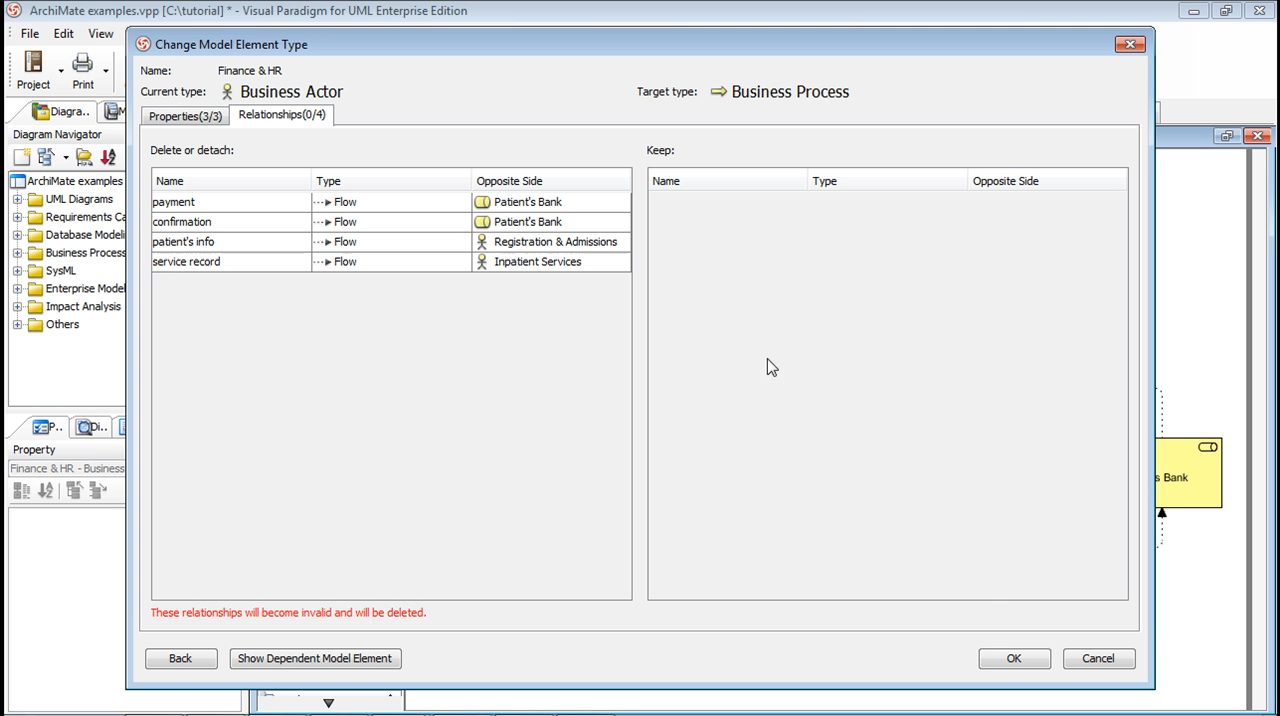 ArchiMate examples.vpp [C:\tutorial] * - Visual Paradigm for UML Enterprise Edition
File Edit View
Project Print
Diagra..
Diagram Navigator
ArchiMate examples
UML Diagrams
Requirements Ca
Database Modeli
Business Process
SysML
Enterprise Model
Impact Analysis
Others
P.. Di..
Property
Finance & HR - Business
Change Model Element Type
Name: Finance & HR
Current type: Business Actor Target type: Business Process
Properties(3/3) Relationships(0/4)
Delete or detach: Keep:
Name Type Opposite Side Name Type Opposite Side
payment Flow Patient's Bank
confirmation Flow Patient's Bank
patient's info Flow Registration & Admissions
service record Flow Inpatient Services
These relationships will become invalid and will be deleted.
Back Show Dependent Model Element OK Cancel
s Bank